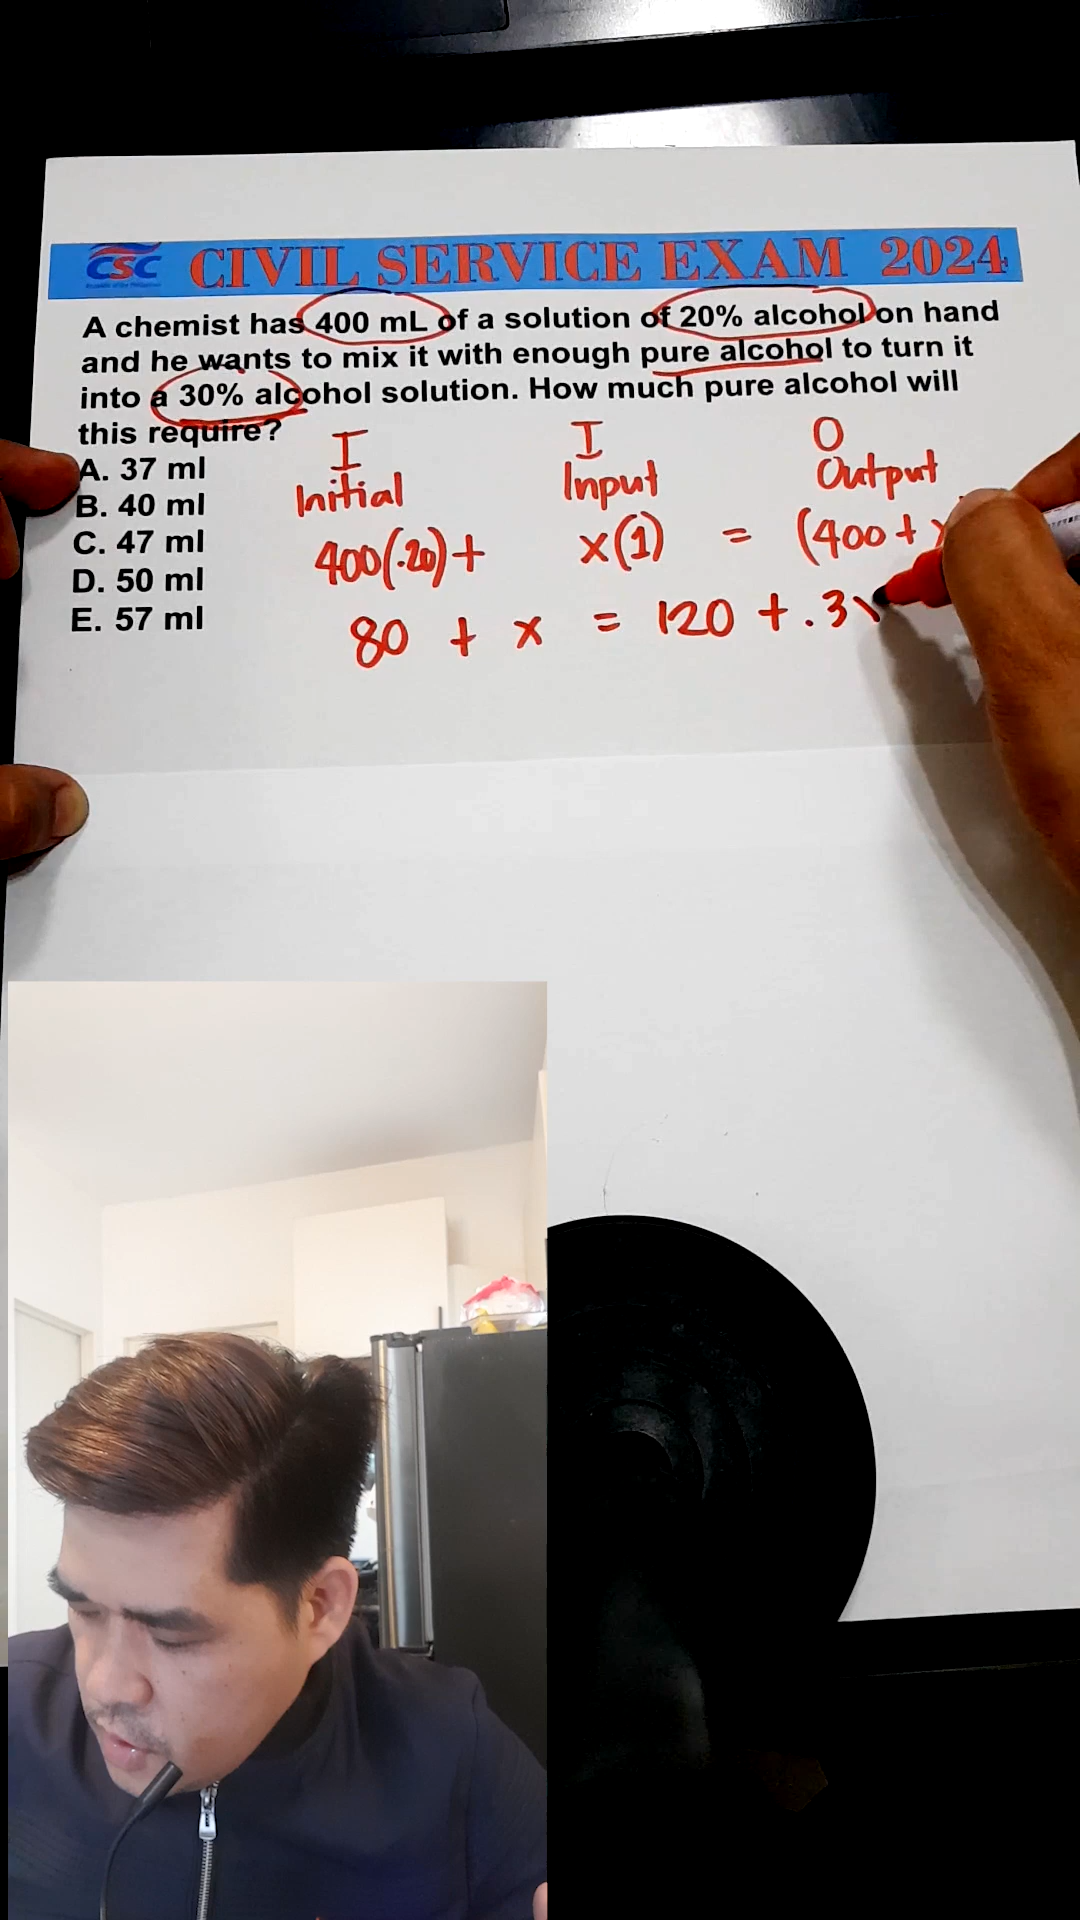 CSC CIVIL SERVICE EXAM 2024
A chemist has 400 mL of a solution of 20% alcohol on hand
and he wants to mix it with enough pure alcohol to turn it
into a 30% alcohol solution. How much pure alcohol will
this require?
A. 37 ml
B. 40 ml
C. 47 ml
D. 50 ml
E. 57 ml
I I O
Initial Input Output
400(.20) + x(1) = (400 +
80 + x = 120 + .3